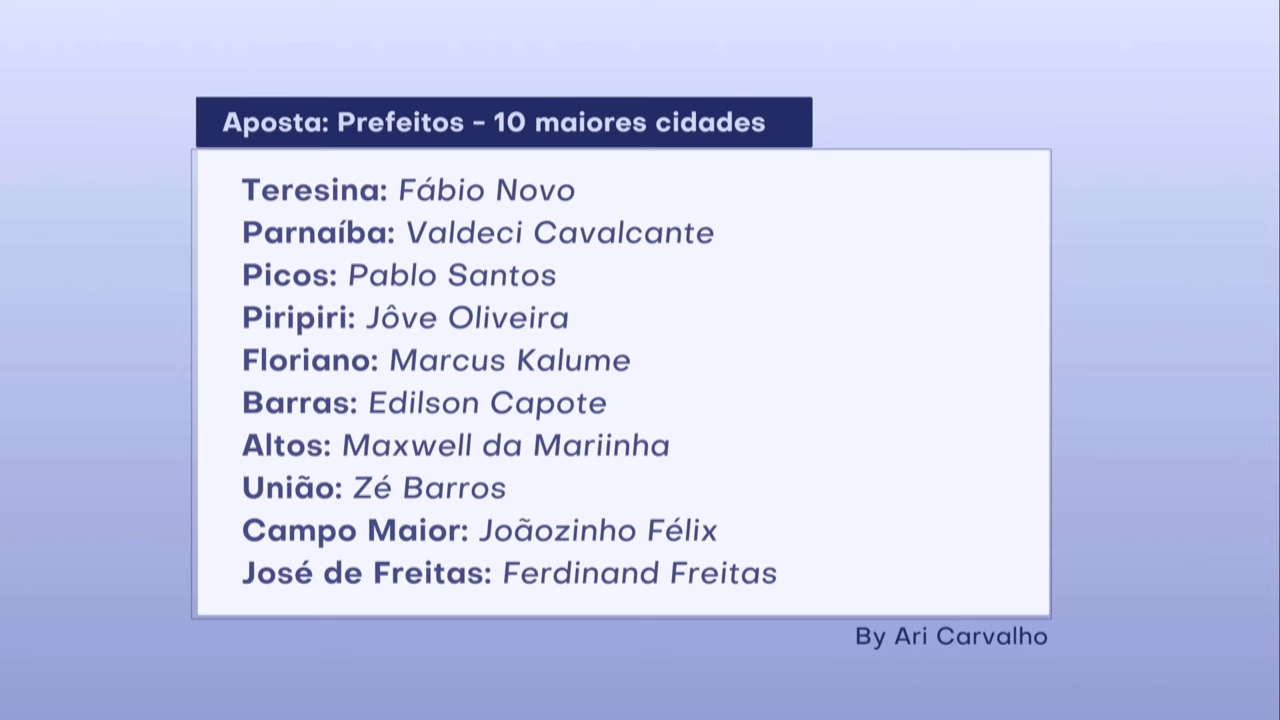 Aposta: Prefeitos - 10 maiores cidades
Teresina: Fábio Novo
Parnaíba: Valdeci Cavalcante
Picos: Pablo Santos
Piripiri: Jôve Oliveira
Floriano: Marcus Kalume
Barras: Edilson Capote
Altos: Maxwell da Mariinha
União: Zé Barros
Campo Maior: Joãozinho Félix
José de Freitas: Ferdinand Freitas
By Ari Carvalho